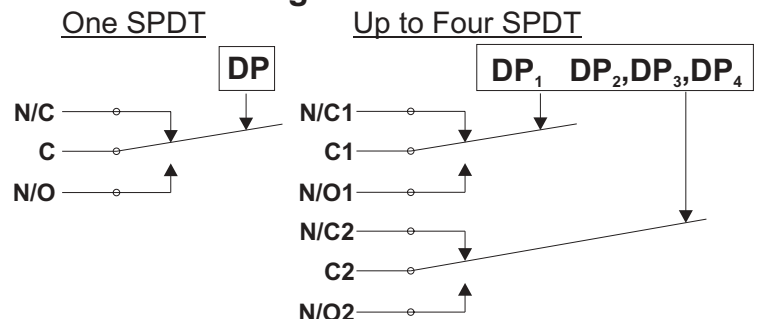 One SPDT
Up to Four SPDT
DP
DP₁ DP₂,DP₃,DP₄
N/C
C
N/O
N/C1
C1
N/O1
N/C2
C2
N/O2